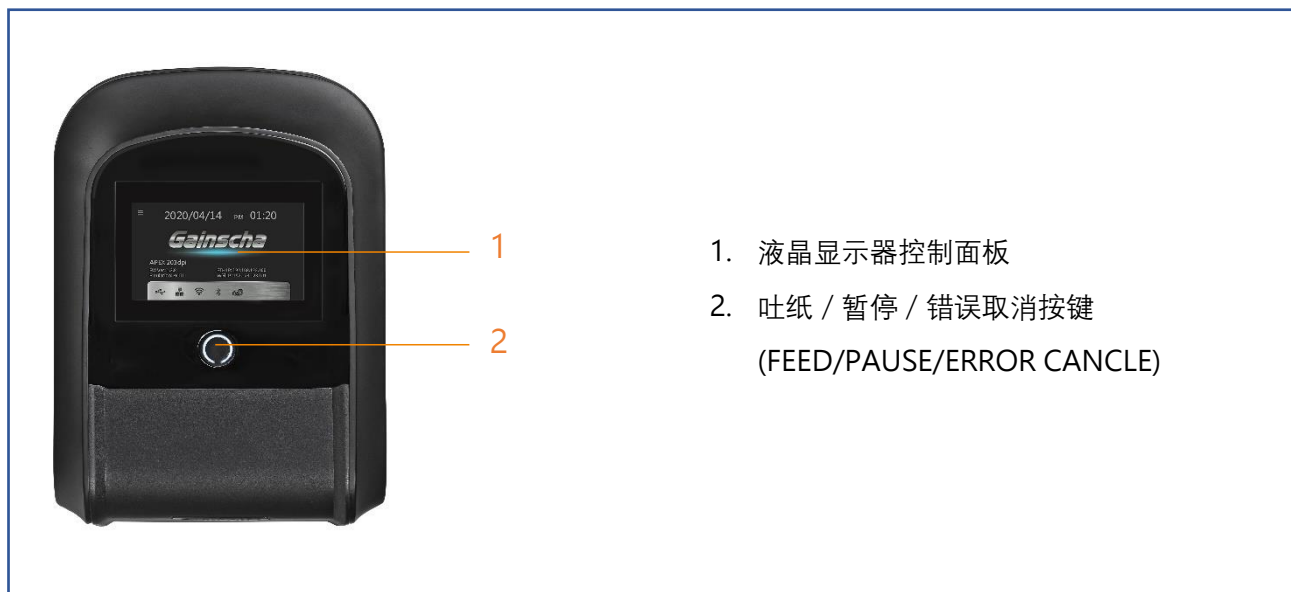 2020/04/14 PM 01:20
Gainscha
APEX 200dpi
1
2
1. 液晶显示器控制面板
2. 吐纸 / 暂停 / 错误取消按键
(FEED/PAUSE/ERROR CANCLE)